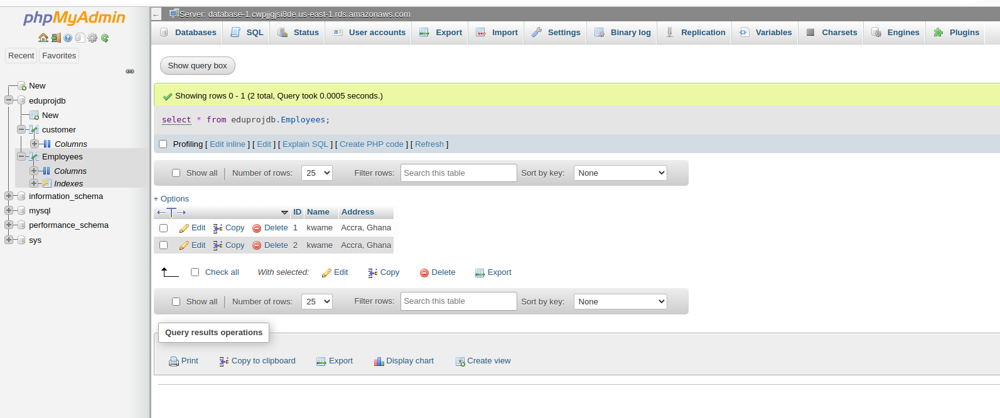 phpMyAdmin
Recent Favorites
New
eduprojdb
New
customer
Columns
Employees
Columns
Indexes
information_schema
mysql
performance_schema
sys
Server: database-1.cwpjjgjsi8de.us-east-1.rds.amazonaws.com
Databases SQL Status User accounts Export Import Settings Binary log Replication Variables Charsets Engines Plugins
Show query box
Showing rows 0 - 1 (2 total, Query took 0.0005 seconds.)
select * from eduprojdb.Employees;
Profiling [ Edit inline ] [ Edit ] [ Explain SQL ] [ Create PHP code ] [ Refresh ]
Show all | Number of rows: 25 Filter rows: Search this table Sort by key: None
+ Options
←T→ ID Name Address
Edit Copy Delete 1 kwame Accra, Ghana
Edit Copy Delete 2 kwame Accra, Ghana
Check all With selected: Edit Copy Delete Export
Show all | Number of rows: 25 Filter rows: Search this table Sort by key: None
Query results operations
Print Copy to clipboard Export Display chart Create view